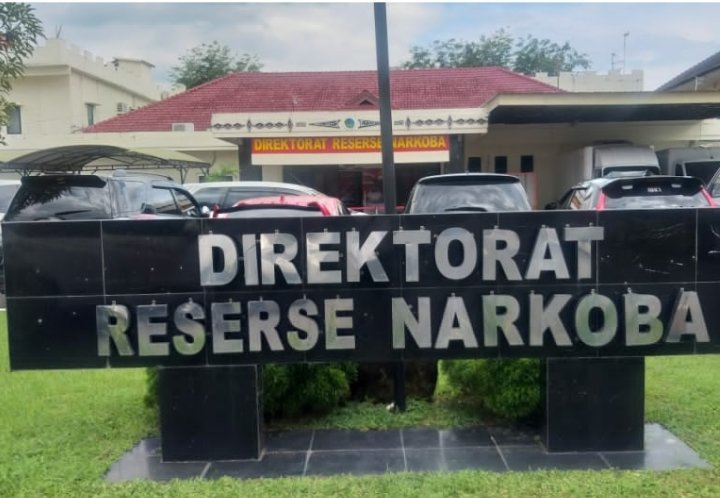 DIREKTORAT RESERSE NARKOBA
DIREKTORAT
RESERSE NARKOBA